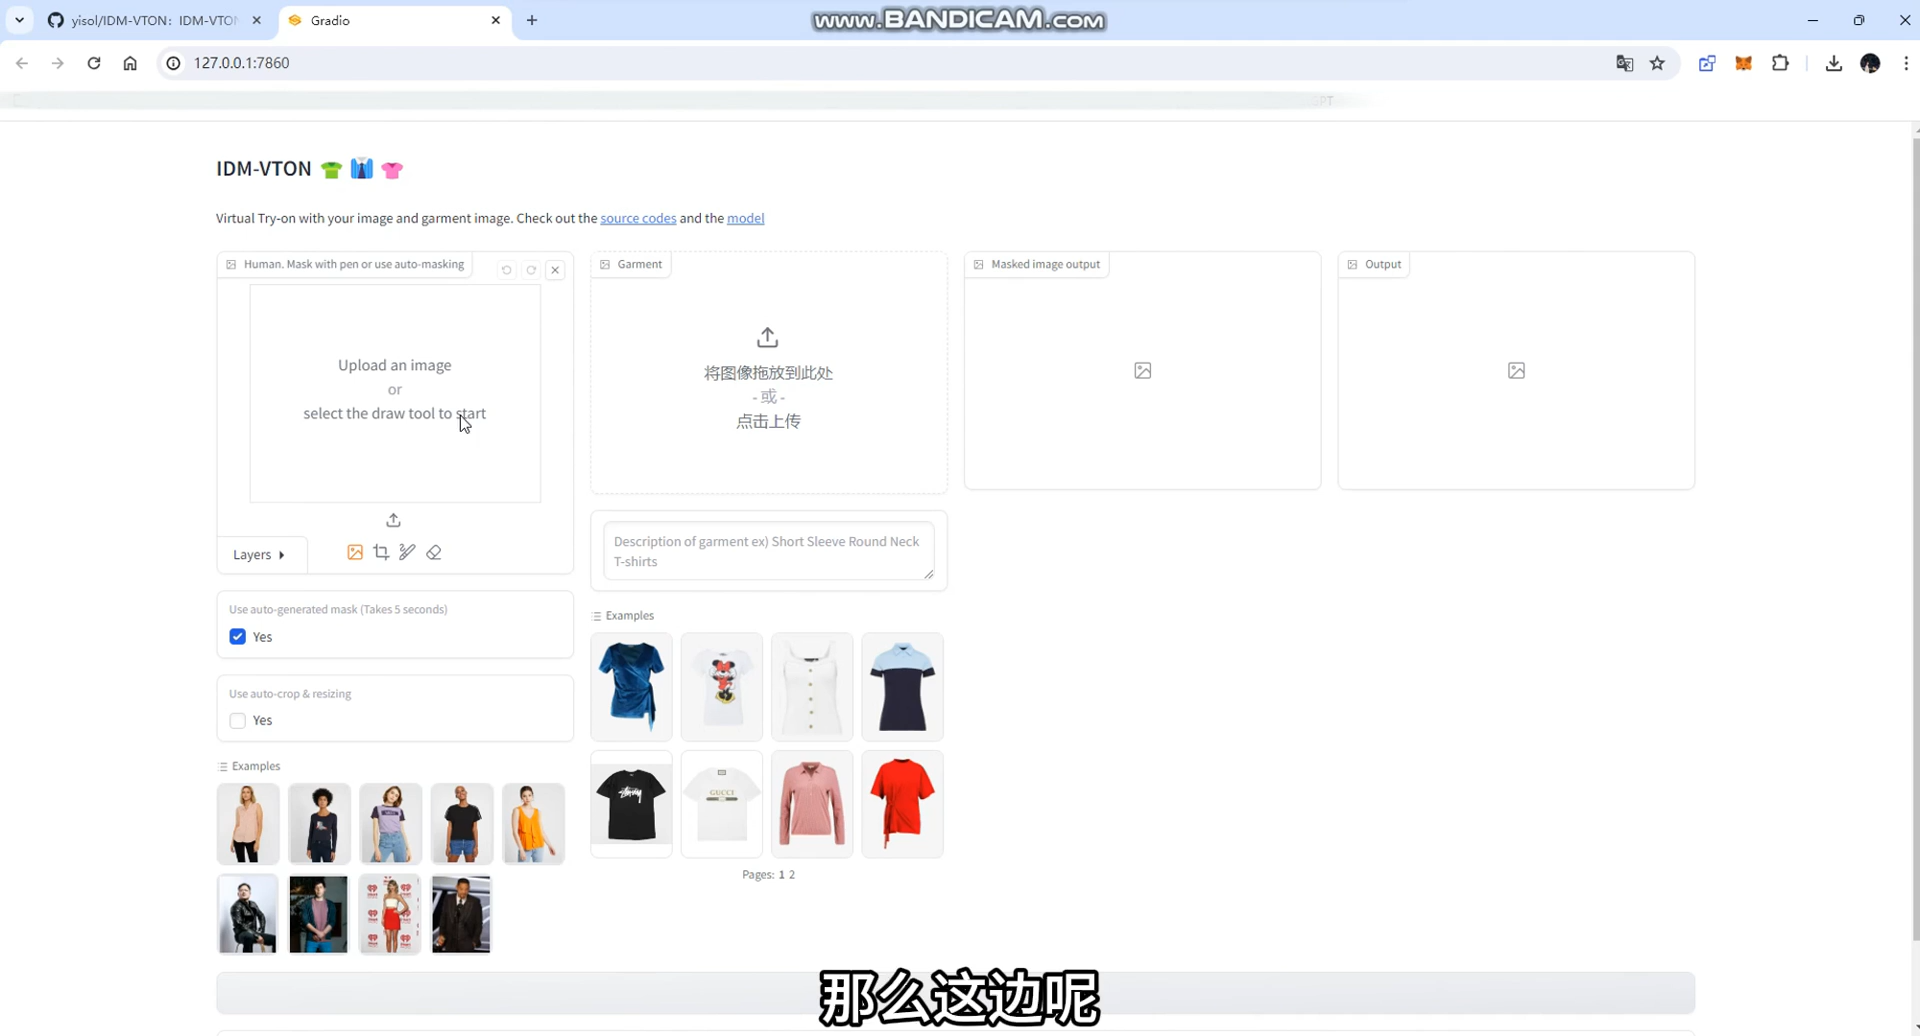 yisol/IDM-VTON: IDM-VTON
Gradio
www.BANDICAM.com
127.0.0.1:7860
GPT
IDM-VTON
Virtual Try-on with your image and garment image. Check out the source codes and the model
Human. Mask with pen or use auto-masking
Upload an image
or
select the draw tool to start
Layers
Garment
将图像拖放到此处
- 或 -
点击上传
Masked image output
Output
Description of garment ex) Short Sleeve Round Neck
T-shirts
Use auto-generated mask (Takes 5 seconds)
Yes
Use auto-crop & resizing
Yes
Examples
Examples
GUCCI
Pages: 1 2
那么这边呢